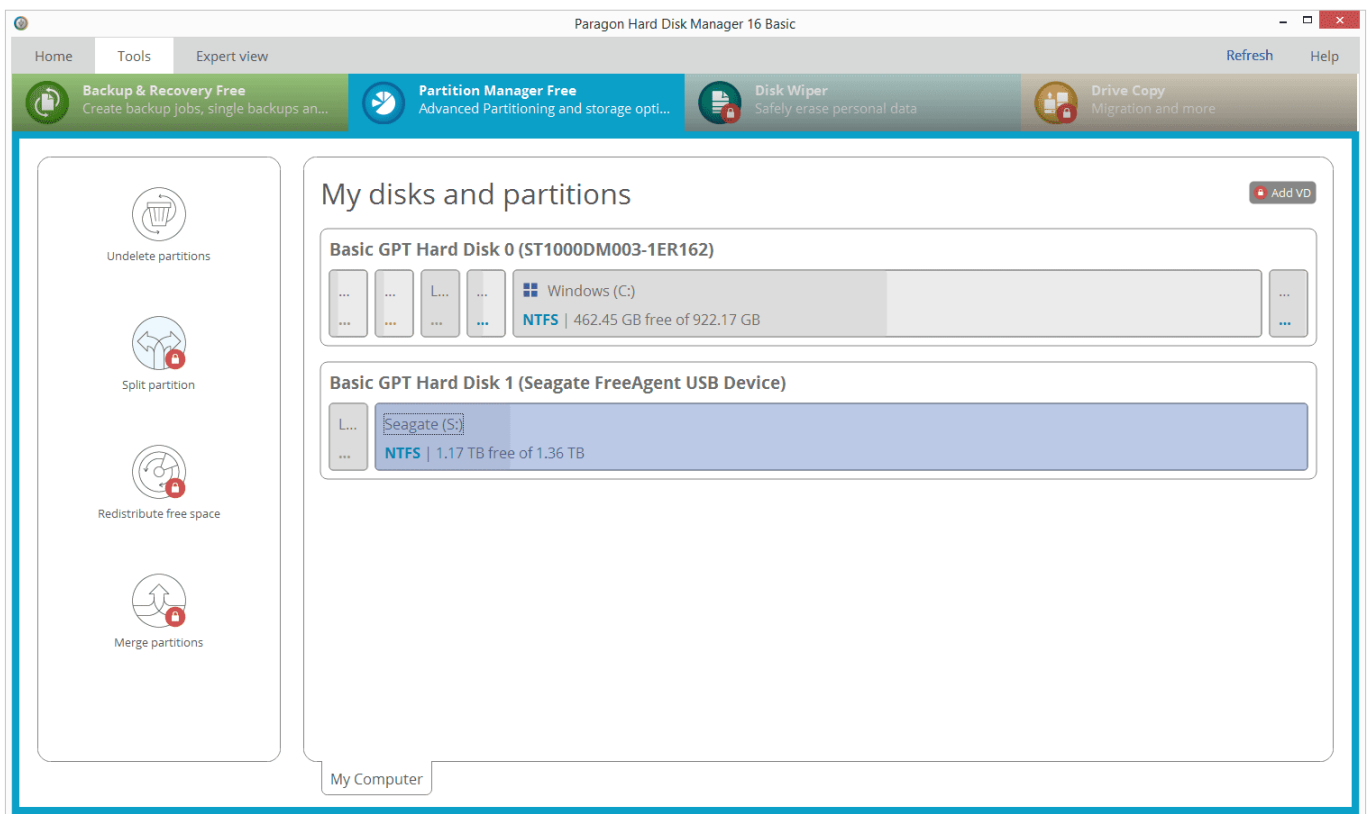 Paragon Hard Disk Manager 16 Basic
Home Tools Expert view Refresh Help
Backup & Recovery Free
Create backup jobs, single backups an...
Partition Manager Free
Advanced Partitioning and storage opti...
Disk Wiper
Safely erase personal data
Drive Copy
Migration and more
Undelete partitions
Split partition
Redistribute free space
Merge partitions
My disks and partitions
Add VD
Basic GPT Hard Disk 0 (ST1000DM003-1ER162)
... ... L... ... Windows (C:) ...
... ... ... ... NTFS | 462.45 GB free of 922.17 GB ...
Basic GPT Hard Disk 1 (Seagate FreeAgent USB Device)
L... Seagate (S:)
... NTFS | 1.17 TB free of 1.36 TB
My Computer